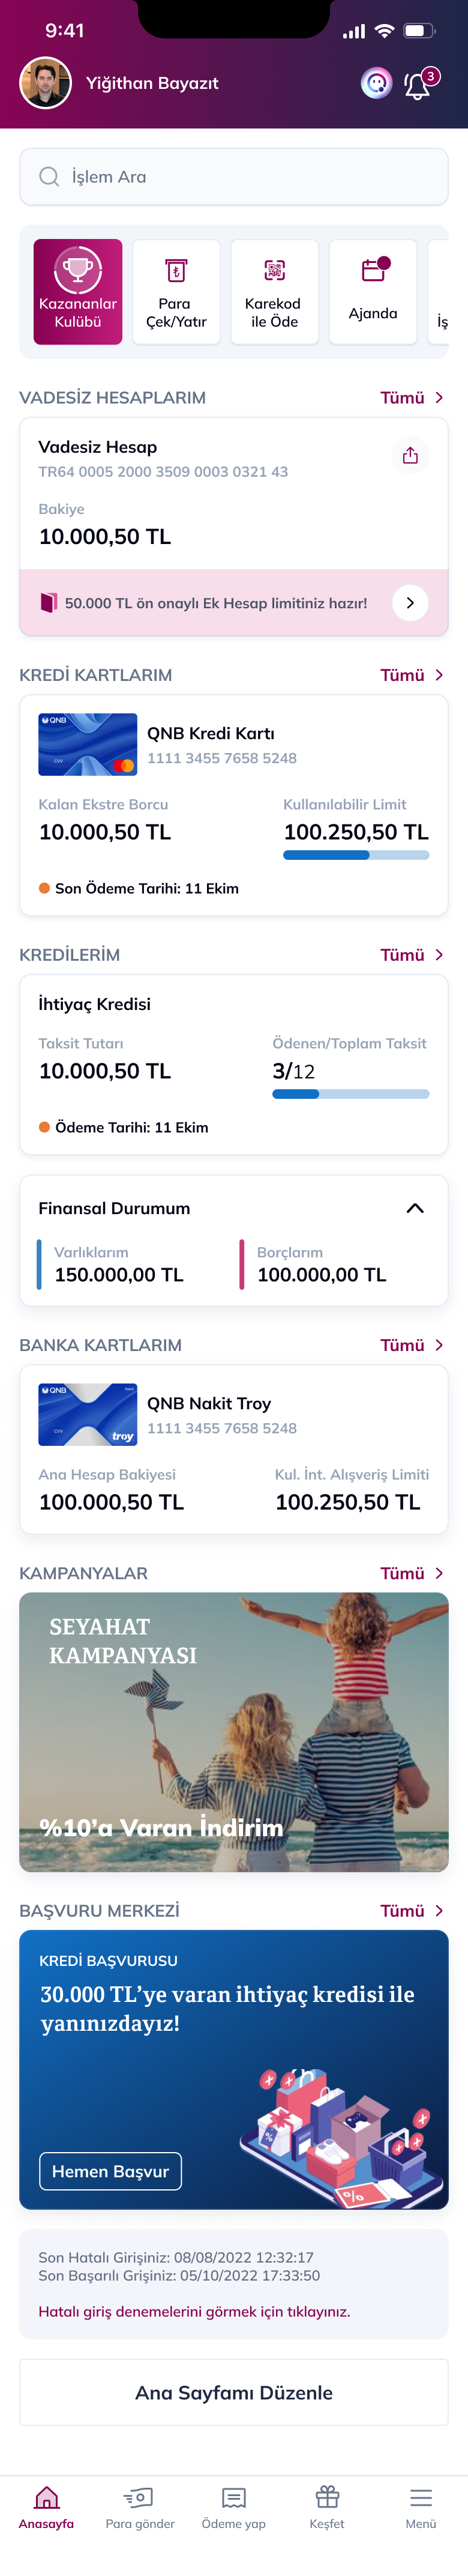 9:41
Yiğithan Bayazıt
3
İşlem Ara
Kazananlar
Kulübü
Para
Çek/Yatır
Karekod
ile Öde
Ajanda
İş
VADESİZ HESAPLARIM
Tümü
Vadesiz Hesap
TR64 0005 2000 3509 0003 0321 43
Bakiye
10.000,50 TL
50.000 TL ön onaylı Ek Hesap limitiniz hazır!
KREDİ KARTLARIM
Tümü
QNB
CVV
QNB Kredi Kartı
1111 3455 7658 5248
Kalan Ekstre Borcu
Kullanılabilir Limit
10.000,50 TL
100.250,50 TL
Son Ödeme Tarihi: 11 Ekim
KREDİLERİM
Tümü
İhtiyaç Kredisi
Taksit Tutarı
Ödenen/Toplam Taksit
10.000,50 TL
3/12
Ödeme Tarihi: 11 Ekim
Finansal Durumum
Varlıklarım
Borçlarım
150.000,00 TL
100.000,00 TL
BANKA KARTLARIM
Tümü
QNB
CVV
troy
QNB Nakit Troy
1111 3455 7658 5248
Ana Hesap Bakiyesi
Kul. İnt. Alışveriş Limiti
100.000,50 TL
100.250,50 TL
KAMPANYALAR
Tümü
SEYAHAT
KAMPANYASI
%10’a Varan İndirim
BAŞVURU MERKEZİ
Tümü
KREDİ BAŞVURUSU
30.000 TL’ye varan ihtiyaç kredisi ile
yanınızdayız!
Hemen Başvur
Son Hatalı Girişiniz: 08/08/2022 12:32:17
Son Başarılı Grişiniz: 05/10/2022 17:33:50
Hatalı giriş denemelerini görmek için tıklayınız.
Ana Sayfamı Düzenle
Anasayfa
Para gönder
Ödeme yap
Keşfet
Menü